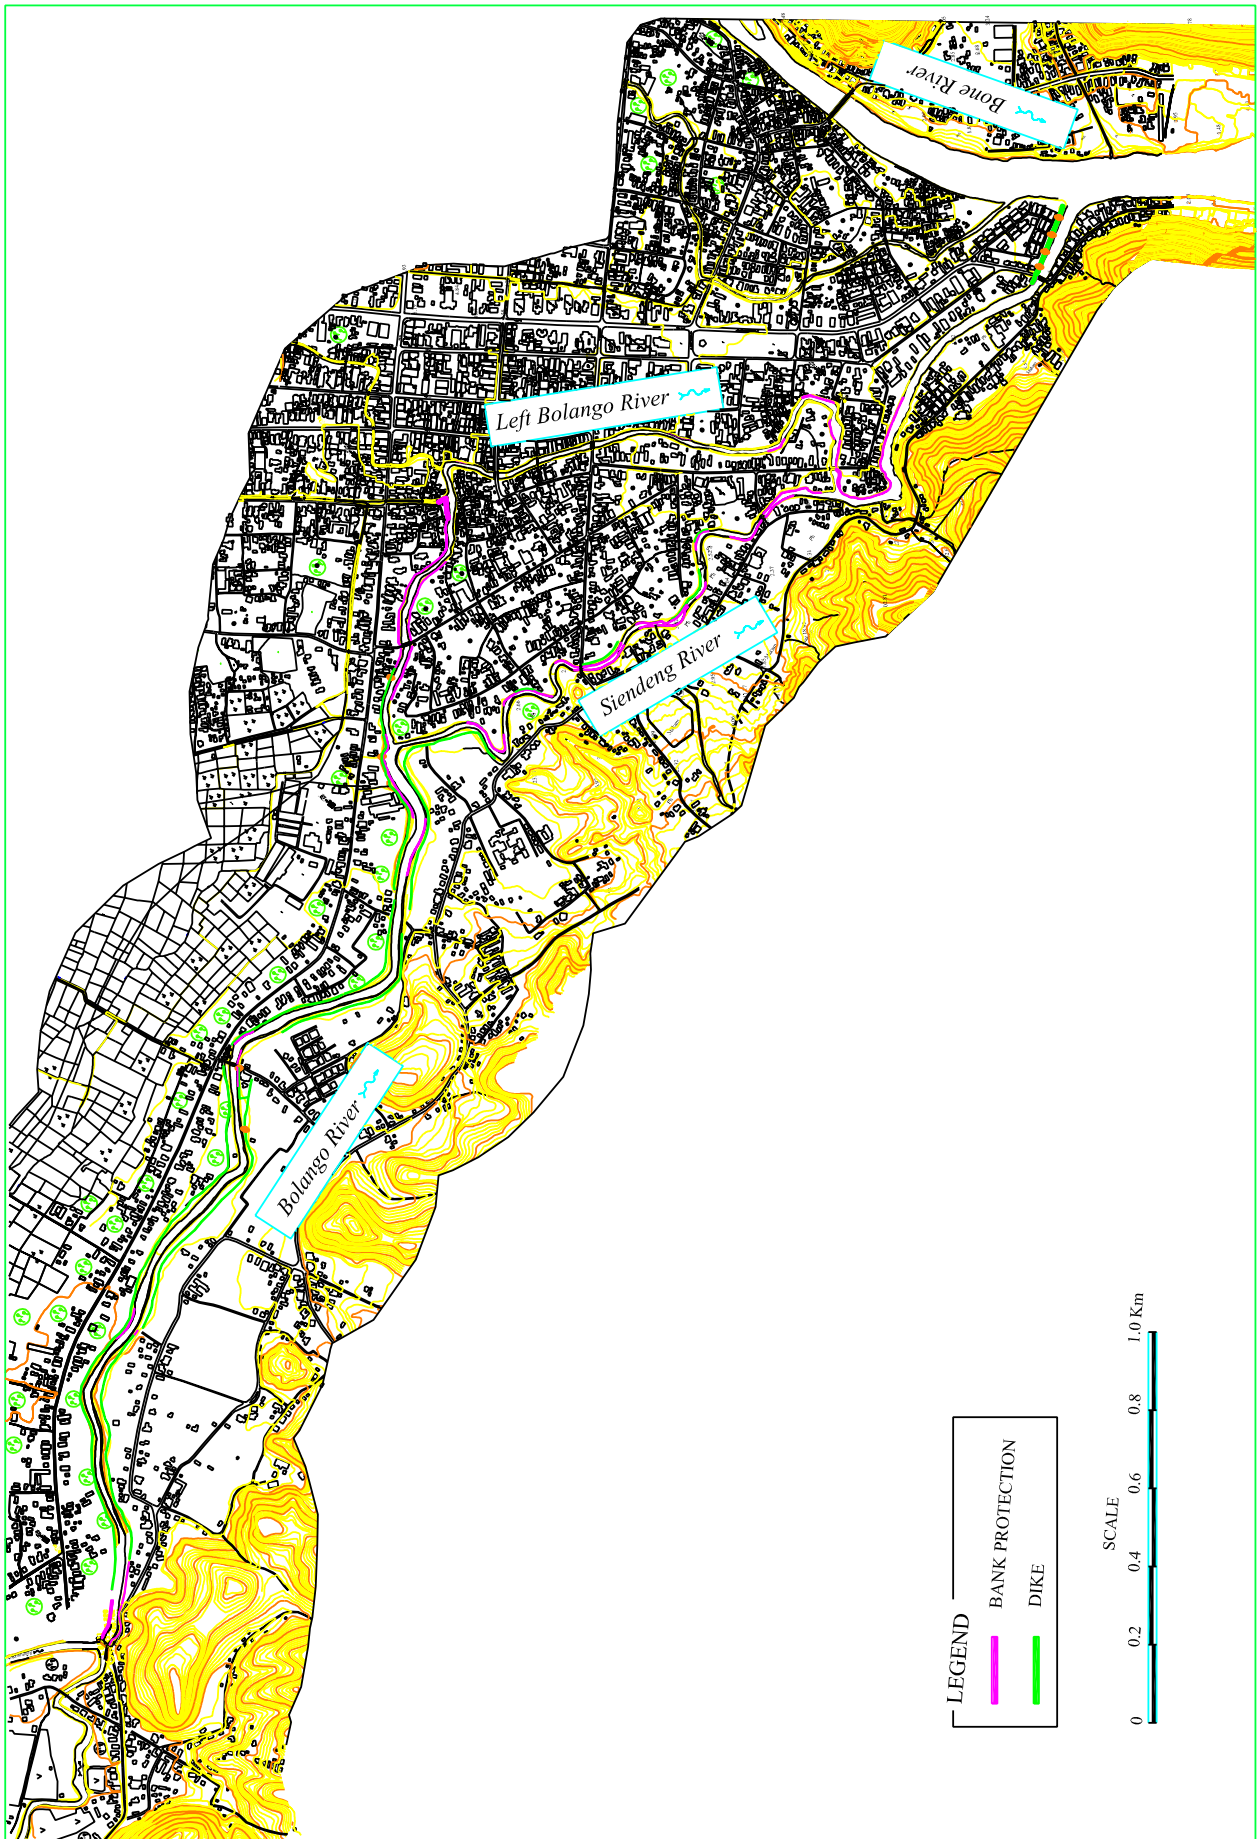 Bone River
Left Bolango River
Siendeng River
Bolango River
LEGEND
BANK PROTECTION
DIKE
SCALE
0 0.2 0.4 0.6 0.8 1.0 Km